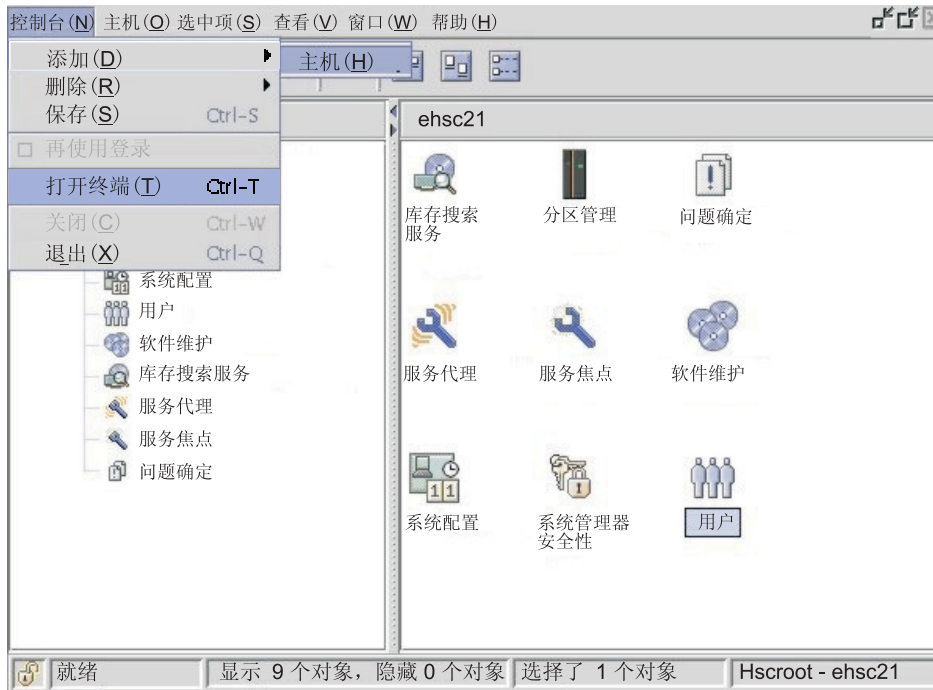 控制台(N) 主机(O) 选中项(S) 查看(V) 窗口(W) 帮助(H)
添加(D)
主机(H)
删除(R)
保存(S) Ctrl-S
再使用登录
打开终端(T) Ctrl-T
关闭(C) Ctrl-W
退出(X) Ctrl-Q
系统配置
用户
软件维护
库存搜索服务
服务代理
服务焦点
问题确定
ehsc21
库存搜索
服务
分区管理
问题确定
服务代理
服务焦点
软件维护
系统配置
系统管理器
安全性
用户
就绪
显示 9 个对象，隐藏 0 个对象
选择了 1 个对象
Hscroot - ehsc21